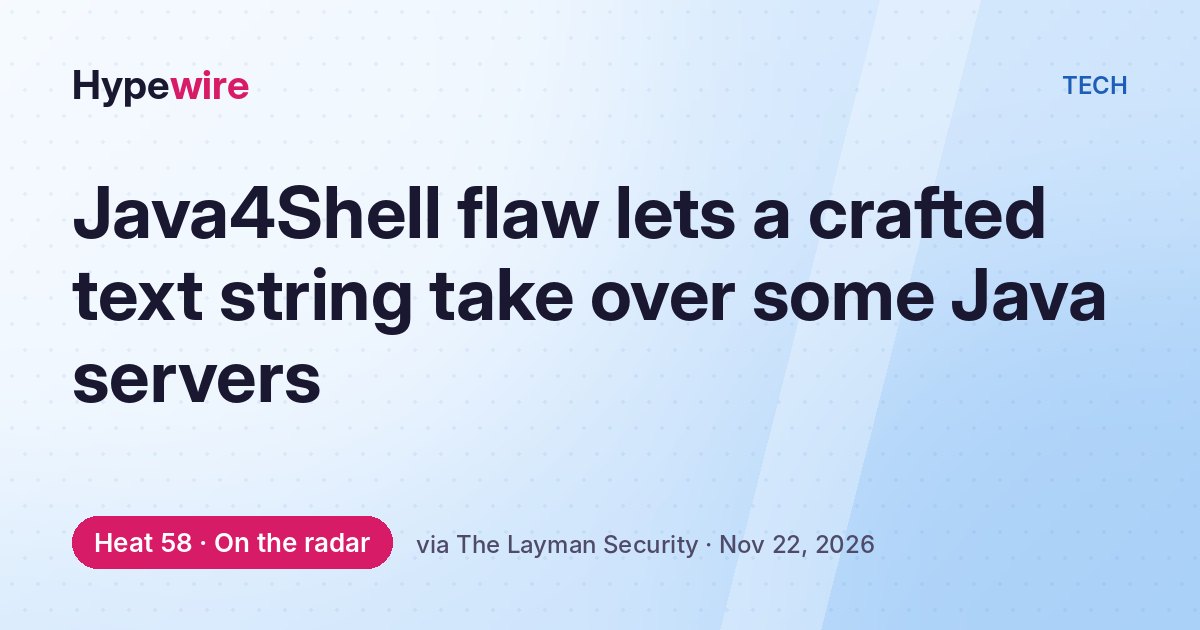 Hypewire
TECH
Java4Shell flaw lets a crafted
text string take over some Java
servers
Heat 58 · On the radar
via The Layman Security · Nov 22, 2026